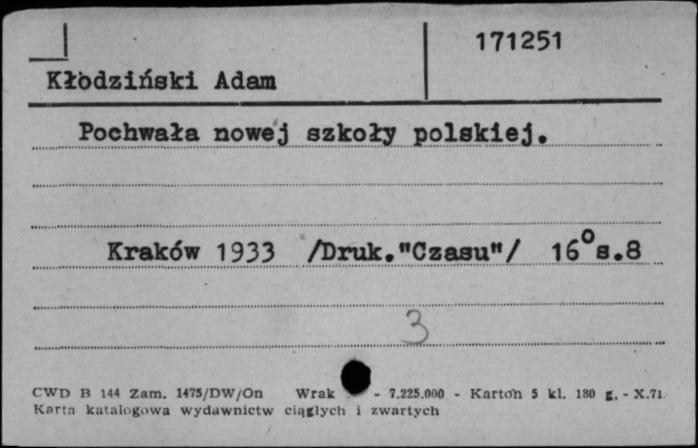 171251
Kłodziński Adam
Pochwała nowej szkoły polskiej.
Kraków 1933 /Druk."Czasu"/ 16° s.8
3
CWD B 144 Zam. 1475/DW/On Wrak - 7.225.000 - Karton 5 kl. 180 g, - X.71
Karta katalogowa wydawnictw ciągłych i zwartych